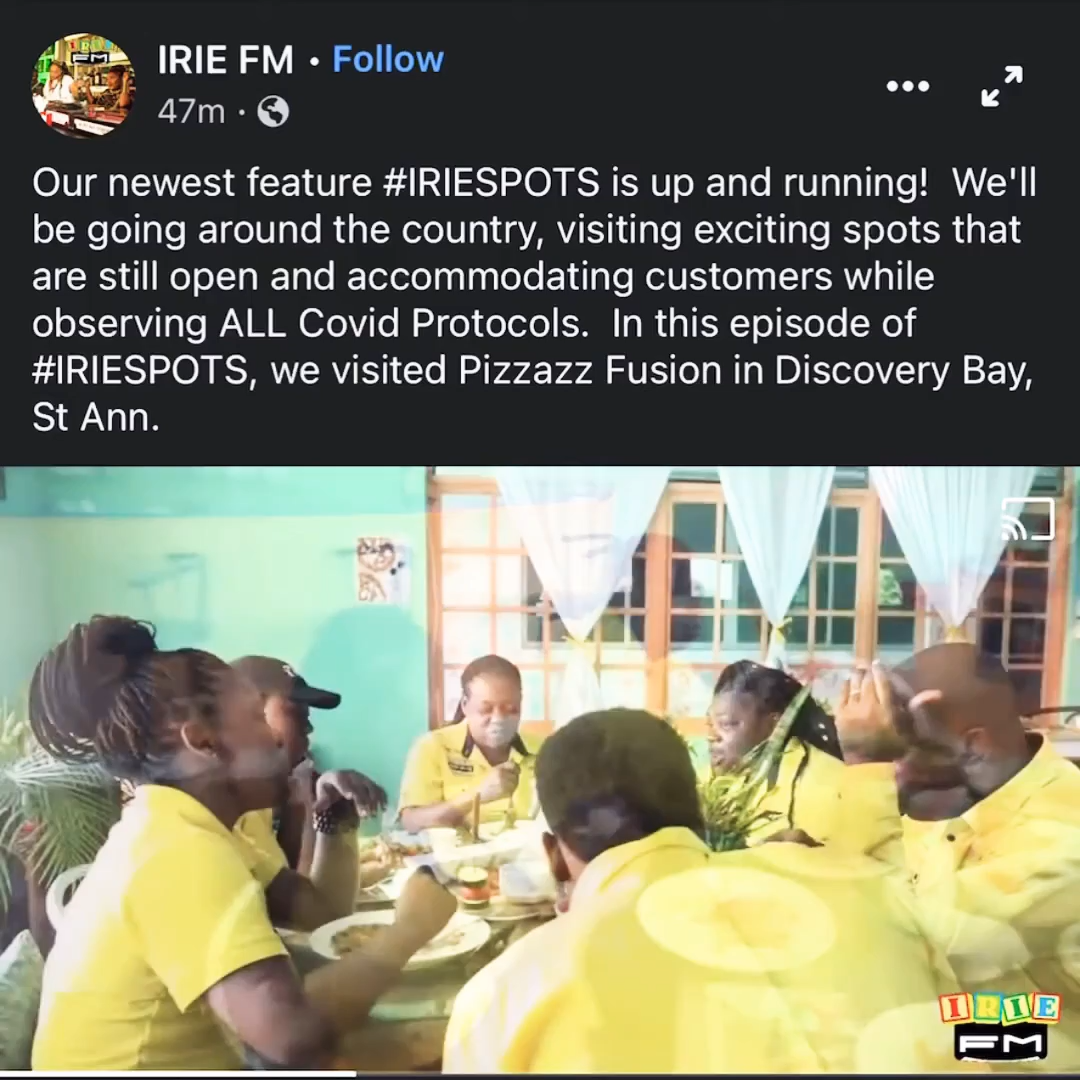 IRIE FM · Follow
47m ·
Our newest feature #IRIESPOTS is up and running!  We'll
be going around the country, visiting exciting spots that
are still open and accommodating customers while
observing ALL Covid Protocols.  In this episode of
#IRIESPOTS, we visited Pizzazz Fusion in Discovery Bay,
St Ann.
IRIE
FM